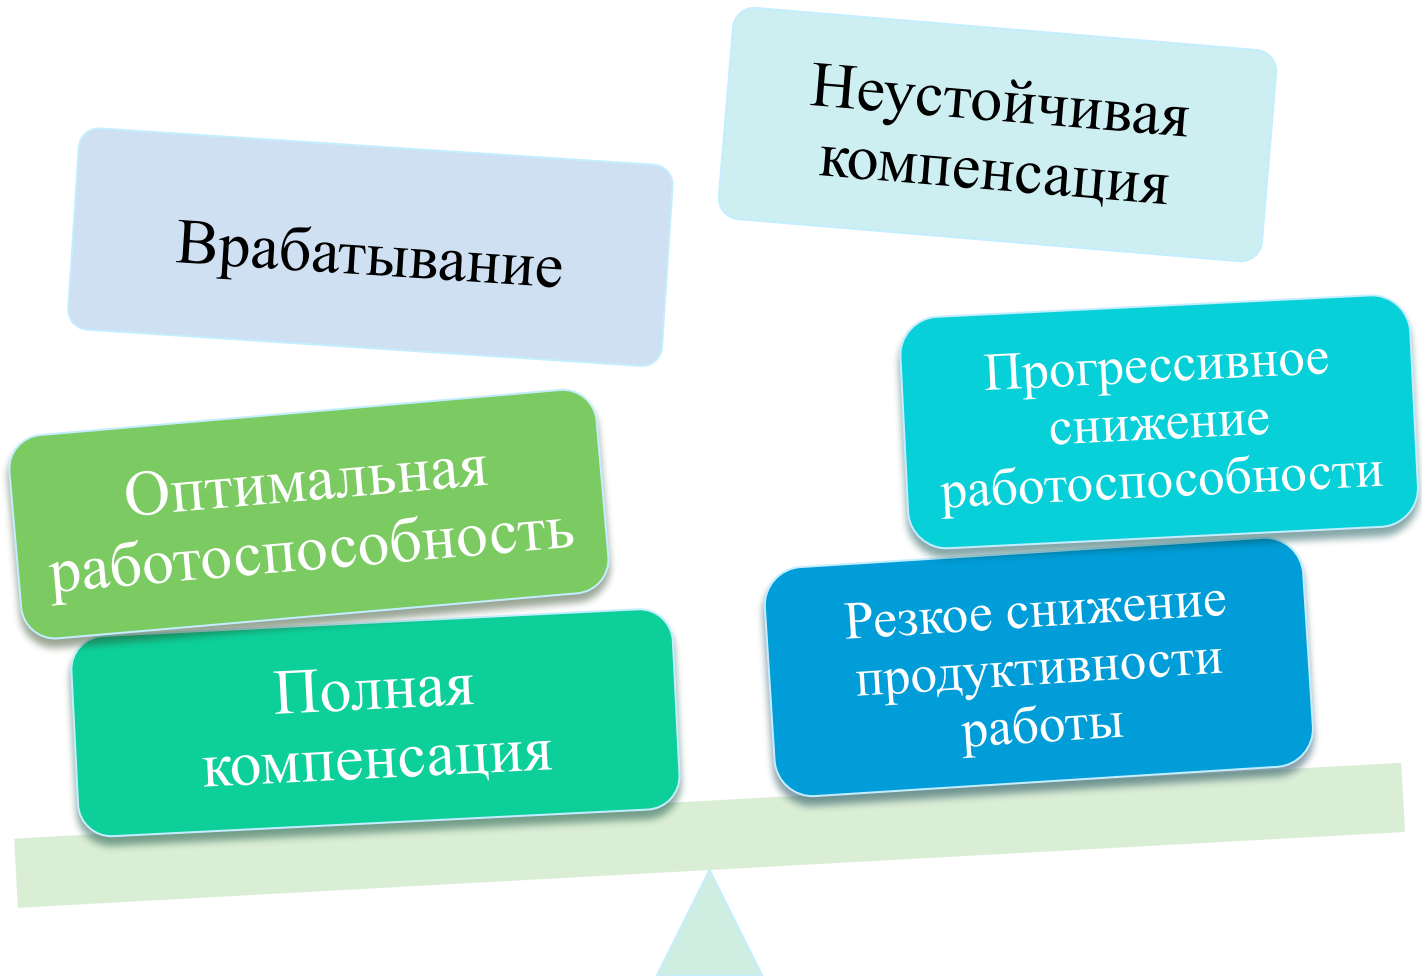 Врабатывание
Оптимальная
работоспособность
Полная
компенсация
Неустойчивая
компенсация
Прогрессивное
снижение
работоспособности
Резкое снижение
продуктивности
работы